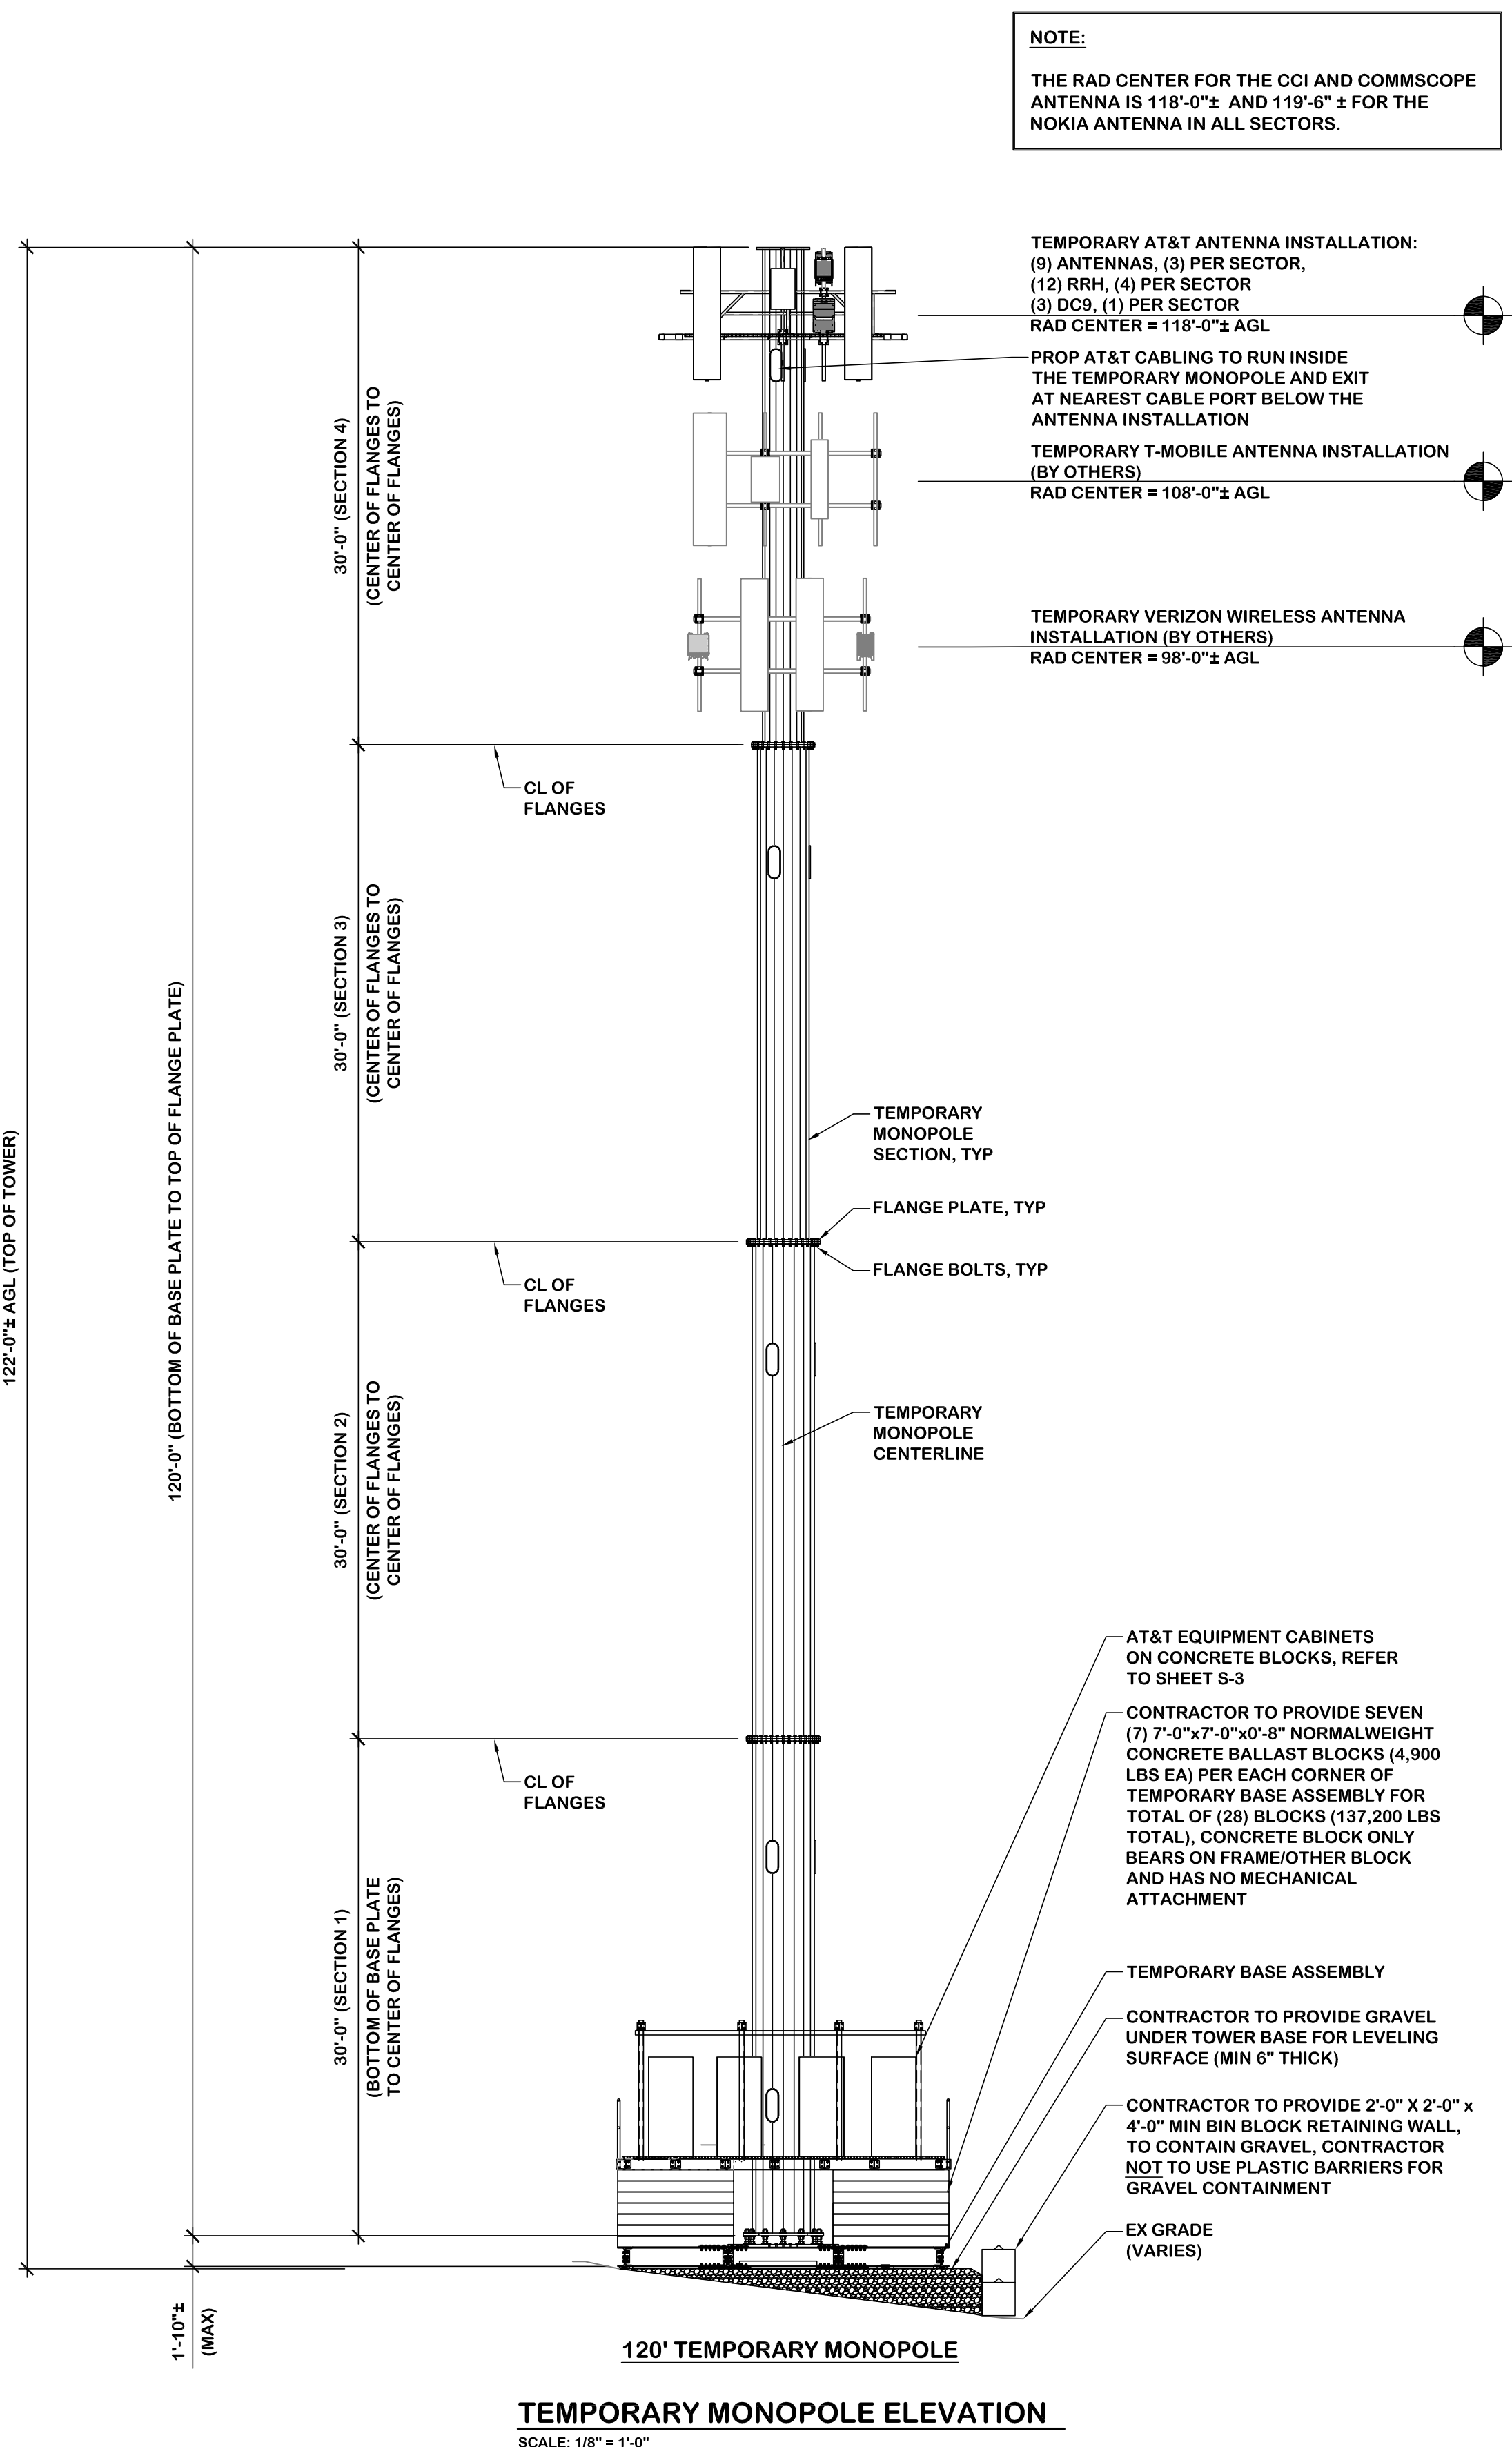 NOTE:
THE RAD CENTER FOR THE CCI AND COMMSCOPE
ANTENNA IS 118'-0"± AND 119'-6" ± FOR THE
NOKIA ANTENNA IN ALL SECTORS.
TEMPORARY AT&T ANTENNA INSTALLATION:
(9) ANTENNAS, (3) PER SECTOR,
(12) RRH, (4) PER SECTOR
(3) DC9, (1) PER SECTOR
RAD CENTER = 118'-0"± AGL
PROP AT&T CABLING TO RUN INSIDE
THE TEMPORARY MONOPOLE AND EXIT
AT NEAREST CABLE PORT BELOW THE
ANTENNA INSTALLATION
TEMPORARY T-MOBILE ANTENNA INSTALLATION
(BY OTHERS)
RAD CENTER = 108'-0"± AGL
TEMPORARY VERIZON WIRELESS ANTENNA
INSTALLATION (BY OTHERS)
RAD CENTER = 98'-0"± AGL
122'-0"± AGL (TOP OF TOWER)
120'-0" (BOTTOM OF BASE PLATE TO TOP OF FLANGE PLATE)
30'-0" (SECTION 4)
(CENTER OF FLANGES TO
CENTER OF FLANGES)
CL OF
FLANGES
30'-0" (SECTION 3)
(CENTER OF FLANGES TO
CENTER OF FLANGES)
TEMPORARY
MONOPOLE
SECTION, TYP
FLANGE PLATE, TYP
FLANGE BOLTS, TYP
CL OF
FLANGES
30'-0" (SECTION 2)
(CENTER OF FLANGES TO
CENTER OF FLANGES)
TEMPORARY
MONOPOLE
CENTERLINE
CL OF
FLANGES
30'-0" (SECTION 1)
(BOTTOM OF BASE PLATE
TO CENTER OF FLANGES)
AT&T EQUIPMENT CABINETS
ON CONCRETE BLOCKS, REFER
TO SHEET S-3
CONTRACTOR TO PROVIDE SEVEN
(7) 7'-0"x7'-0"x0'-8" NORMALWEIGHT
CONCRETE BALLAST BLOCKS (4,900
LBS EA) PER EACH CORNER OF
TEMPORARY BASE ASSEMBLY FOR
TOTAL OF (28) BLOCKS (137,200 LBS
TOTAL), CONCRETE BLOCK ONLY
BEARS ON FRAME/OTHER BLOCK
AND HAS NO MECHANICAL
ATTACHMENT
TEMPORARY BASE ASSEMBLY
CONTRACTOR TO PROVIDE GRAVEL
UNDER TOWER BASE FOR LEVELING
SURFACE (MIN 6" THICK)
CONTRACTOR TO PROVIDE 2'-0" X 2'-0" x
4'-0" MIN BIN BLOCK RETAINING WALL,
TO CONTAIN GRAVEL, CONTRACTOR
NOT TO USE PLASTIC BARRIERS FOR
GRAVEL CONTAINMENT
EX GRADE
(VARIES)
1'-10"±
(MAX)
120' TEMPORARY MONOPOLE
TEMPORARY MONOPOLE ELEVATION
SCALE: 1/8" = 1'-0"